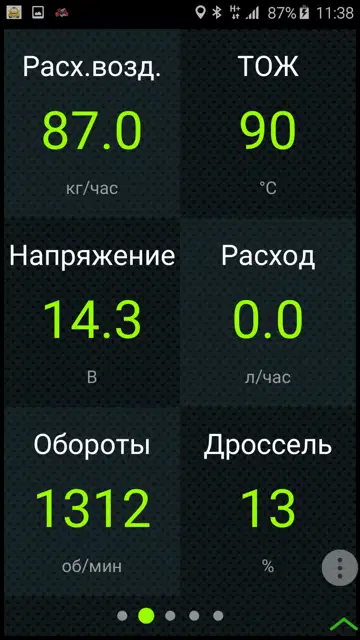 87% 11:38
Расх.возд. ТОЖ
87.0 90
кг/час °C
Напряжение Расход
14.3 0.0
В л/час
Обороты Дроссель
1312 13
об/мин %